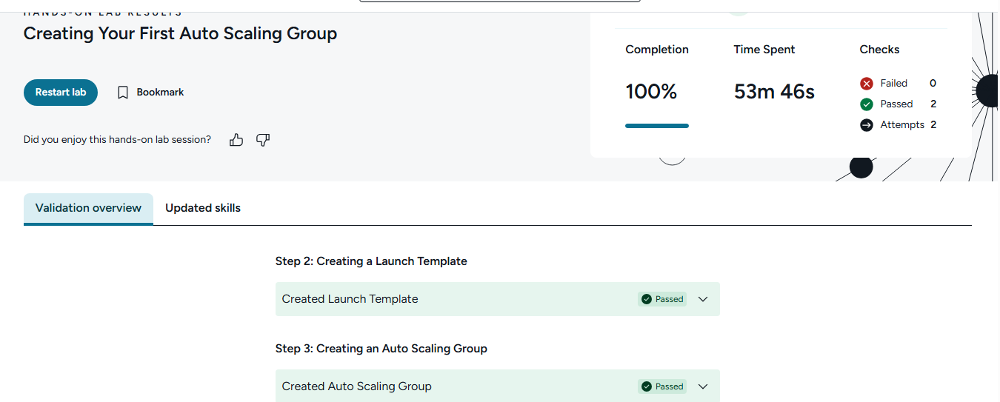 HANDS-ON LAB RESULTS
Creating Your First Auto Scaling Group
Restart lab
Bookmark
Did you enjoy this hands-on lab session?
Completion
Time Spent
Checks
100%
53m 46s
Failed 0
Passed 2
Attempts 2
Validation overview
Updated skills
Step 2: Creating a Launch Template
Created Launch Template
Passed
Step 3: Creating an Auto Scaling Group
Created Auto Scaling Group
Passed